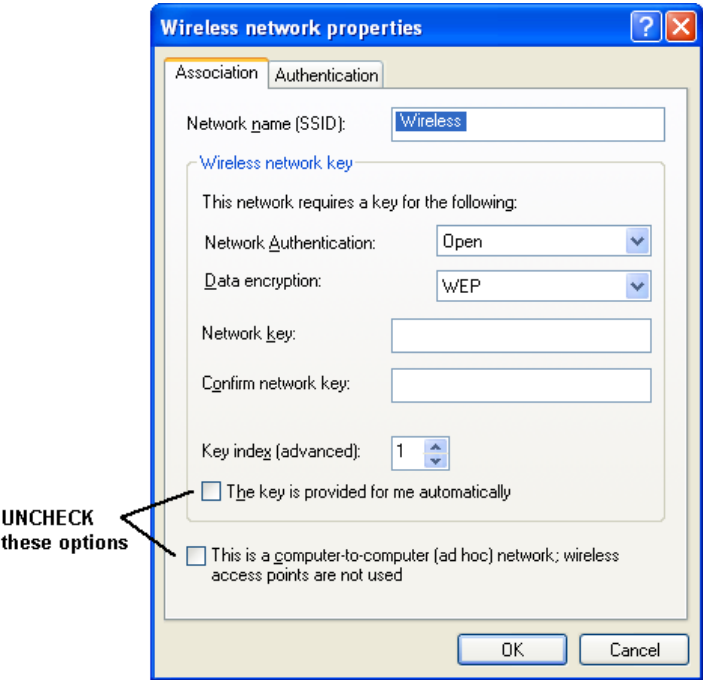 Wireless network properties
Association Authentication
Network name (SSID): Wireless
Wireless network key
This network requires a key for the following:
Network Authentication: Open
Data encryption: WEP
Network key:
Confirm network key:
Key index (advanced): 1
The key is provided for me automatically
UNCHECK
these options
This is a computer-to-computer (ad hoc) network; wireless
access points are not used
OK Cancel